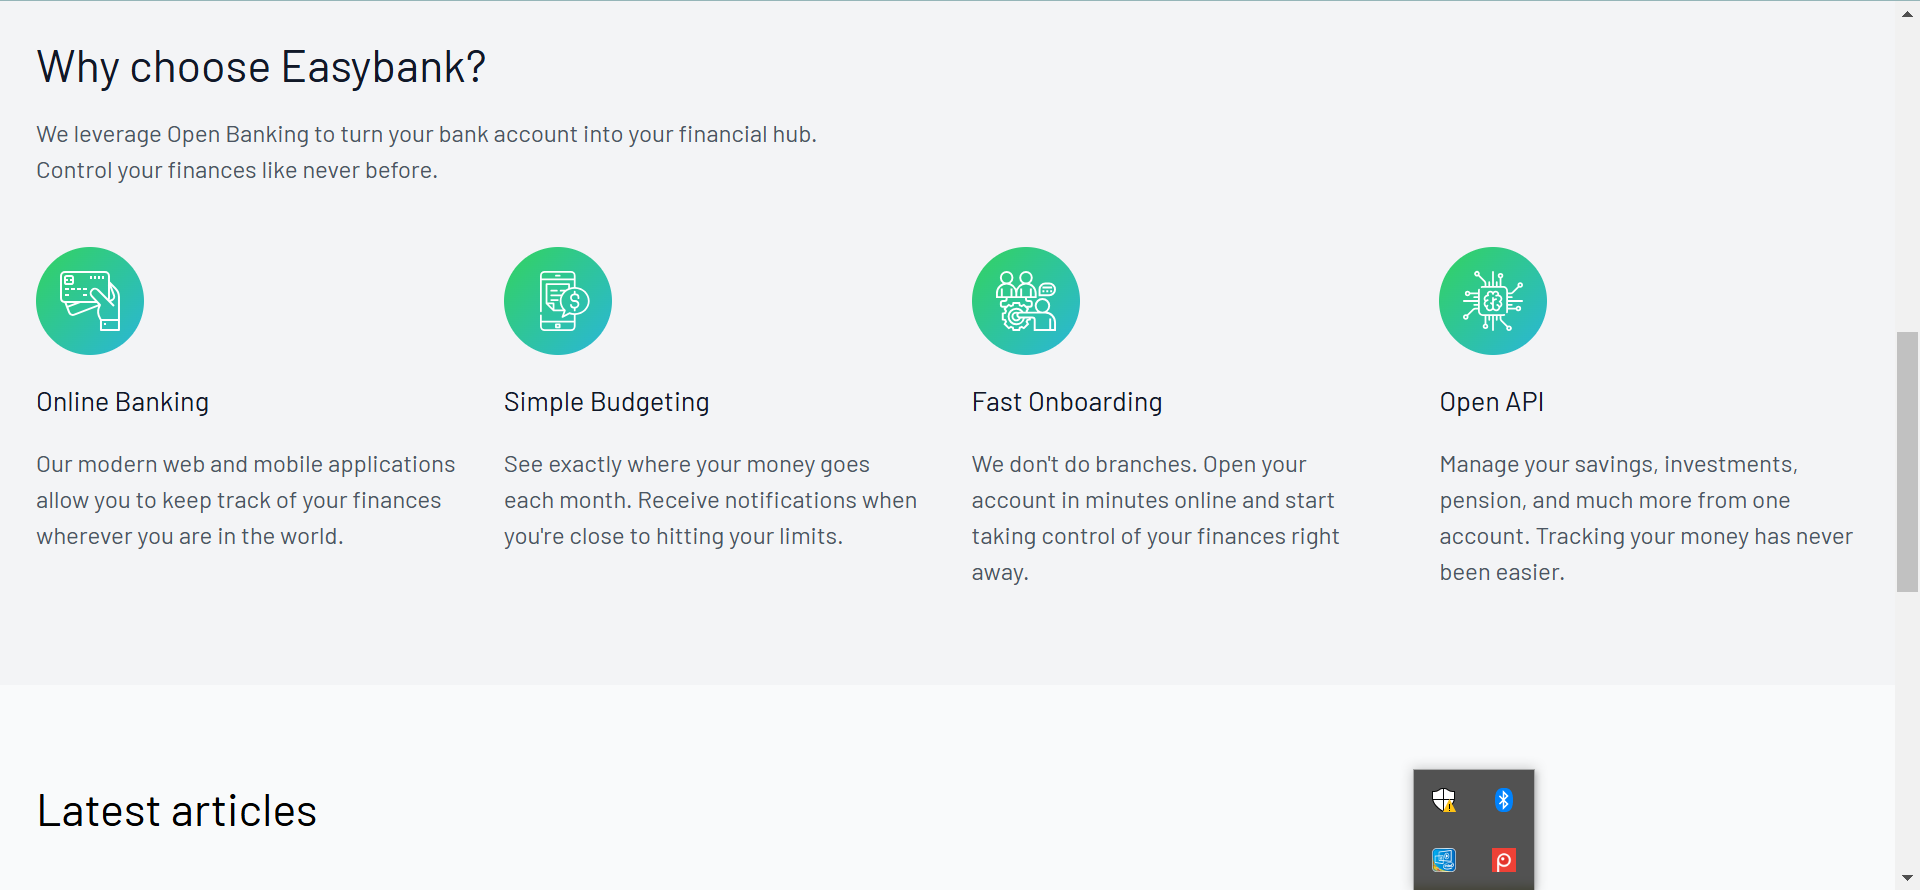 Why choose Easybank?
We leverage Open Banking to turn your bank account into your financial hub.
Control your finances like never before.
Online Banking
Our modern web and mobile applications
allow you to keep track of your finances
wherever you are in the world.
Simple Budgeting
See exactly where your money goes
each month. Receive notifications when
you're close to hitting your limits.
Fast Onboarding
We don't do branches. Open your
account in minutes online and start
taking control of your finances right
away.
Open API
Manage your savings, investments,
pension, and much more from one
account. Tracking your money has never
been easier.
Latest articles